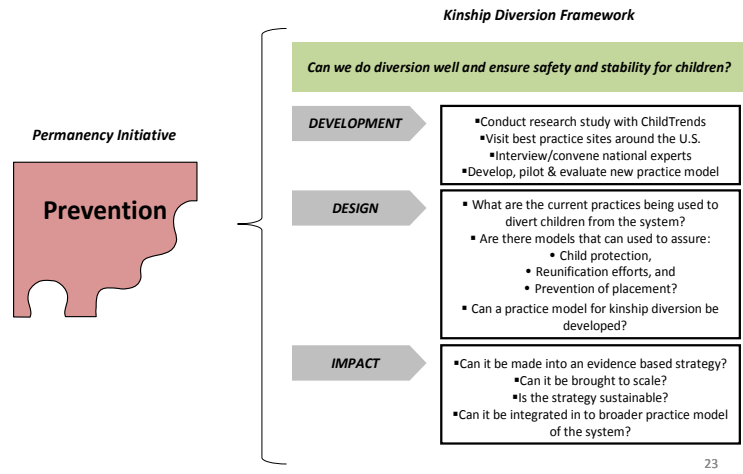 Kinship Diversion Framework
Can we do diversion well and ensure safety and stability for children?
Permanency Initiative
Prevention
DEVELOPMENT
▪Conduct research study with ChildTrends
▪Visit best practice sites around the U.S.
▪Interview/convene national experts
▪Develop, pilot & evaluate new practice model
DESIGN
▪ What are the current practices being used to
divert children from the system?
▪ Are there models that can used to assure:
• Child protection,
• Reunification efforts, and
• Prevention of placement?
▪ Can a practice model for kinship diversion be
developed?
IMPACT
▪Can it be made into an evidence based strategy?
▪Can it be brought to scale?
▪Is the strategy sustainable?
▪Can it be integrated in to broader practice model
of the system?
23